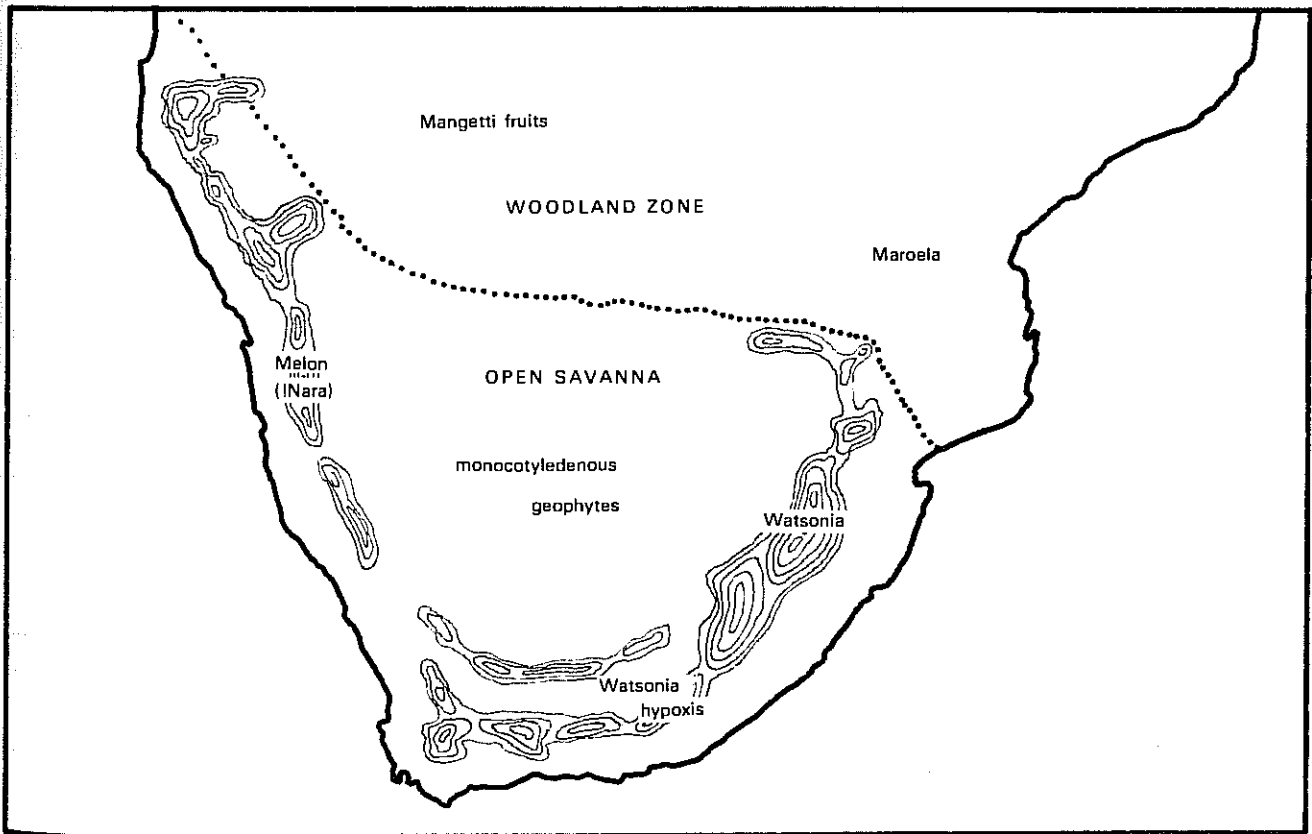 Mangetti fruits
WOODLAND ZONE
Maroela
Melon
(!Nara)
OPEN SAVANNA
monocotyledenous
geophytes
Watsonia
Watsonia
hypoxis